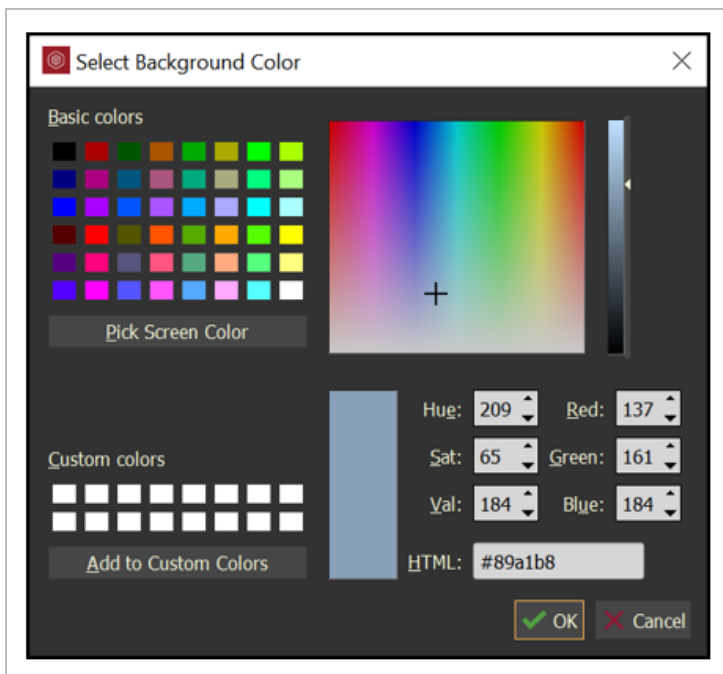 Select Background Color
Basic colors
Pick Screen Color
Hue: 209 Red: 137
Sat: 65 Green: 161
Val: 184 Blue: 184
Custom colors
Add to Custom Colors
HTML: #89a1b8
OK Cancel